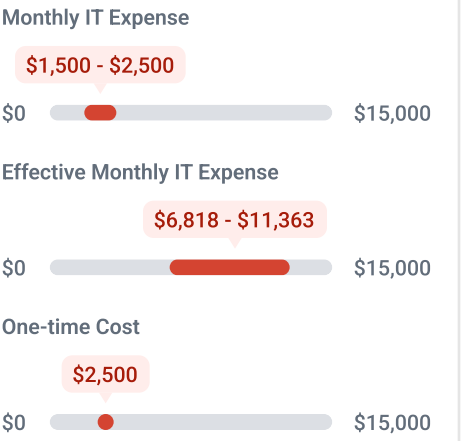 Monthly IT Expense
$1,500 - $2,500
$0 $15,000
Effective Monthly IT Expense
$6,818 - $11,363
$0 $15,000
One-time Cost
$2,500
$0 $15,000